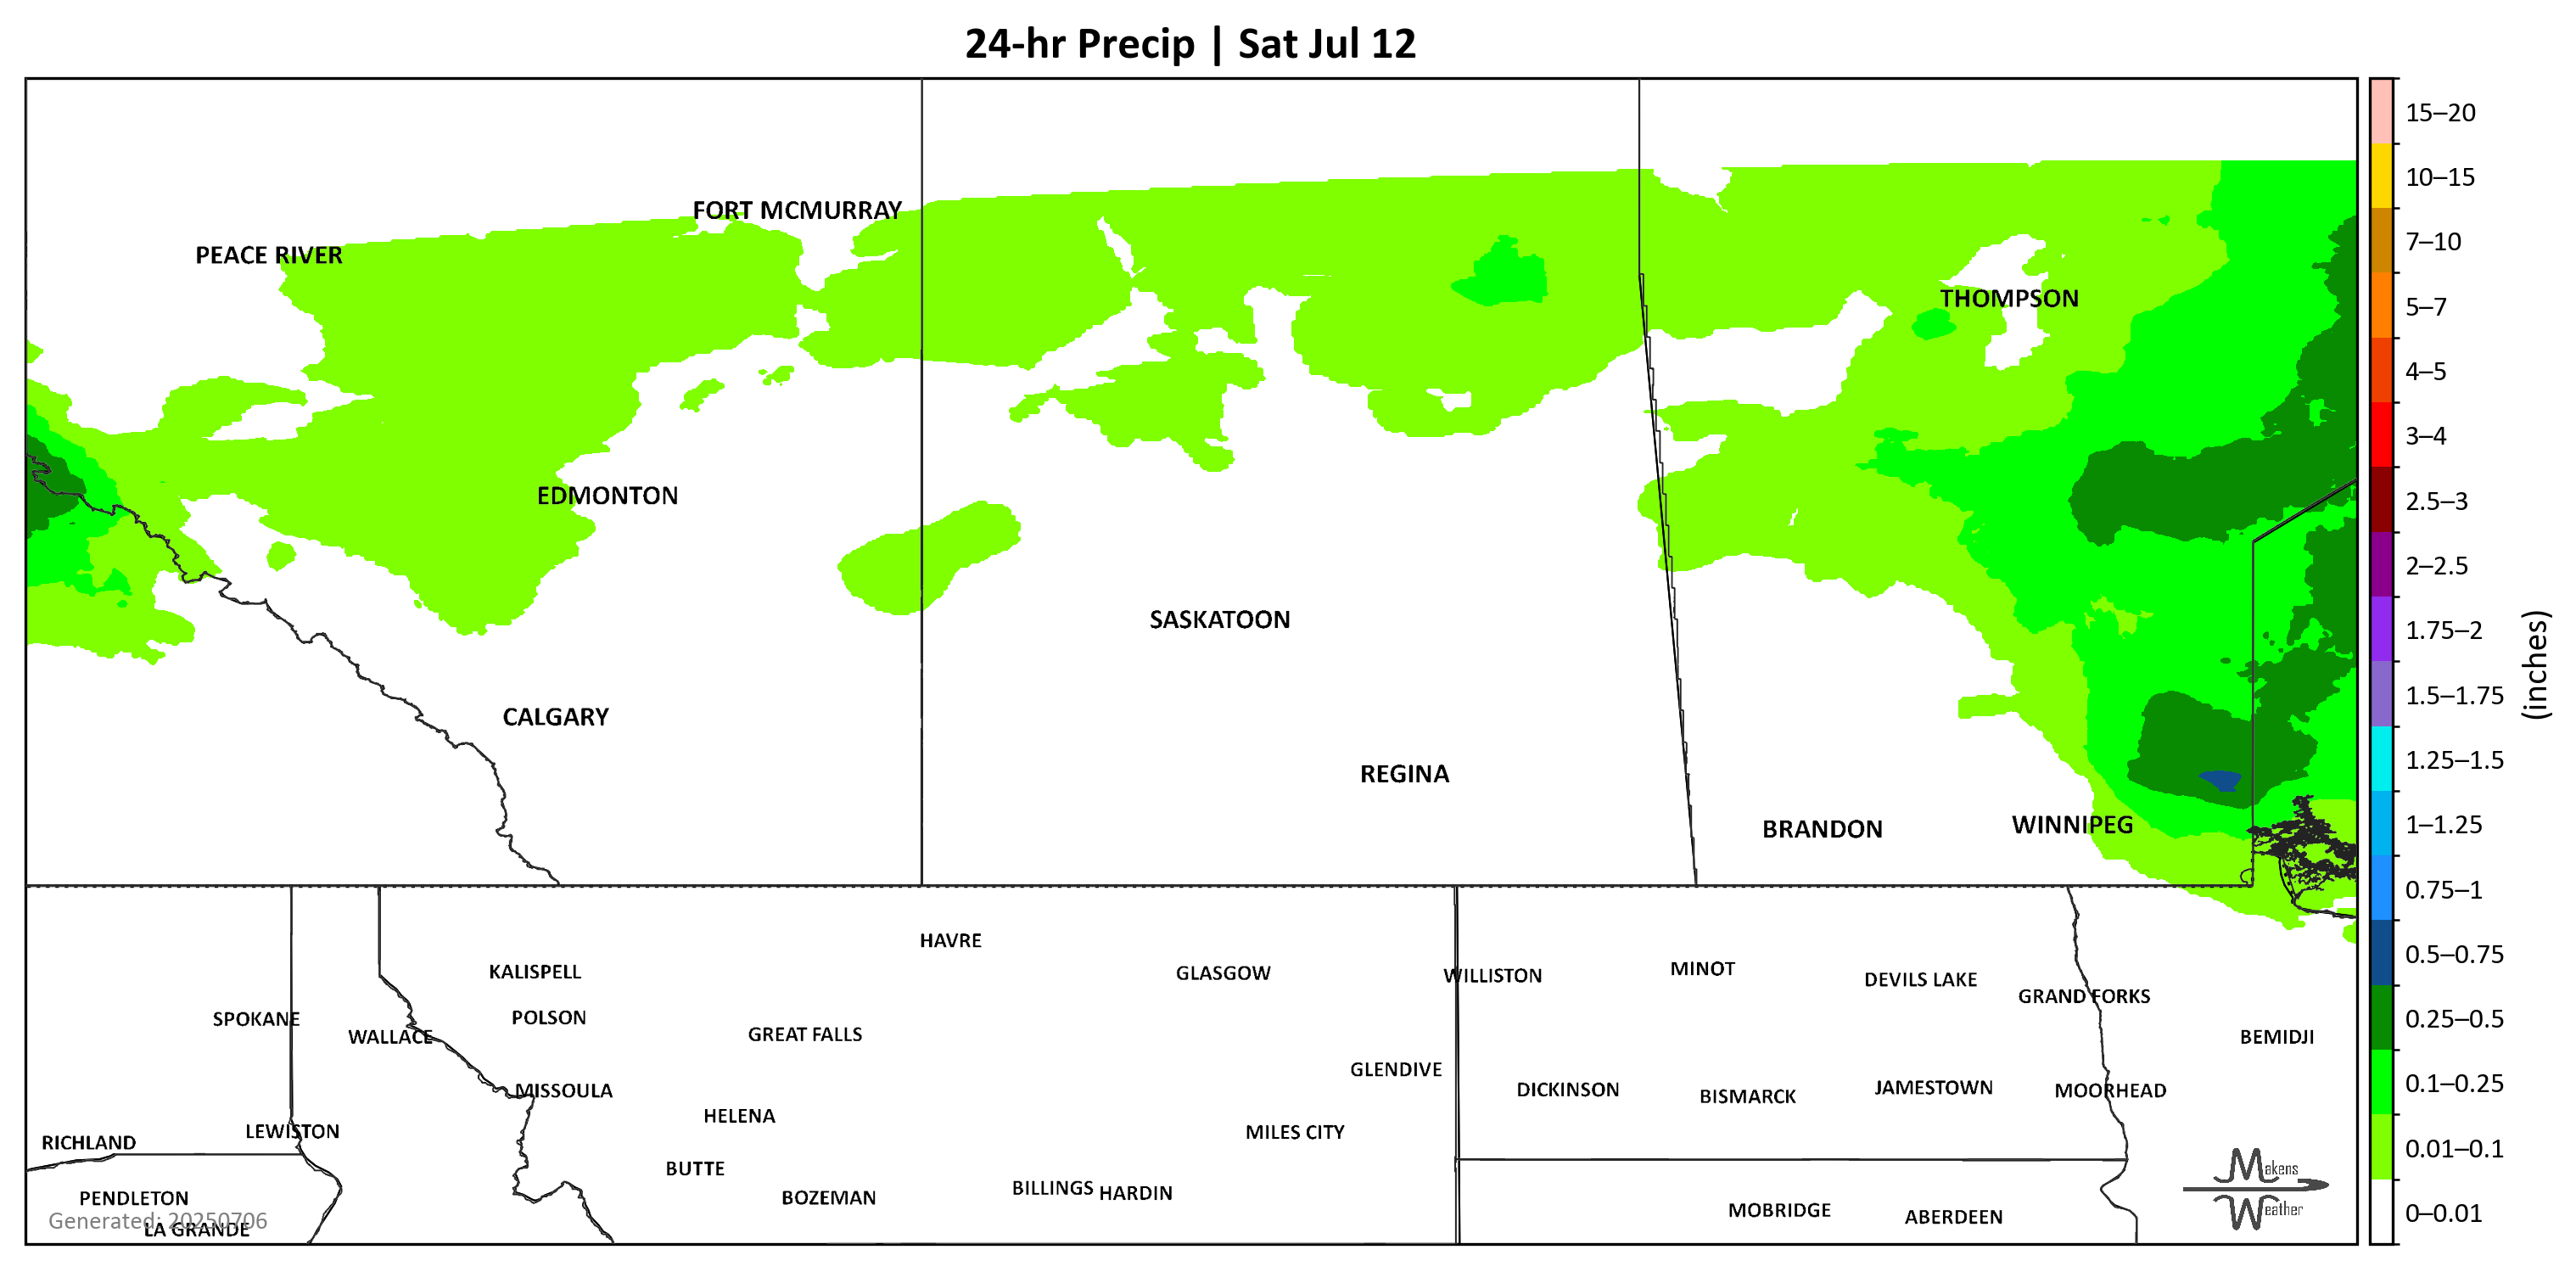 24-hr Precip | Sat Jul 12
15–20
10–15
7–10
5–7
4–5
3–4
2.5–3
2–2.5
1.75–2
1.5–1.75
1.25–1.5
1–1.25
0.75–1
0.5–0.75
0.25–0.5
0.1–0.25
0.01–0.1
0–0.01
(inches)
FORT MCMURRAY
PEACE RIVER
THOMPSON
EDMONTON
SASKATOON
CALGARY
REGINA
BRANDON
WINNIPEG
HAVRE
KALISPELL
GLASGOW
WILLISTON
MINOT
DEVILS LAKE
GRAND FORKS
SPOKANE
WALLACE
POLSON
GREAT FALLS
BEMIDJI
GLENDIVE
MISSOULA
DICKINSON
BISMARCK
JAMESTOWN
MOORHEAD
HELENA
RICHLAND
LEWISTON
MILES CITY
BUTTE
PENDLETON
BOZEMAN
BILLINGS
HARDIN
MOBRIDGE
ABERDEEN
Generated: 20250706
LA GRANDE
Makens
Weather